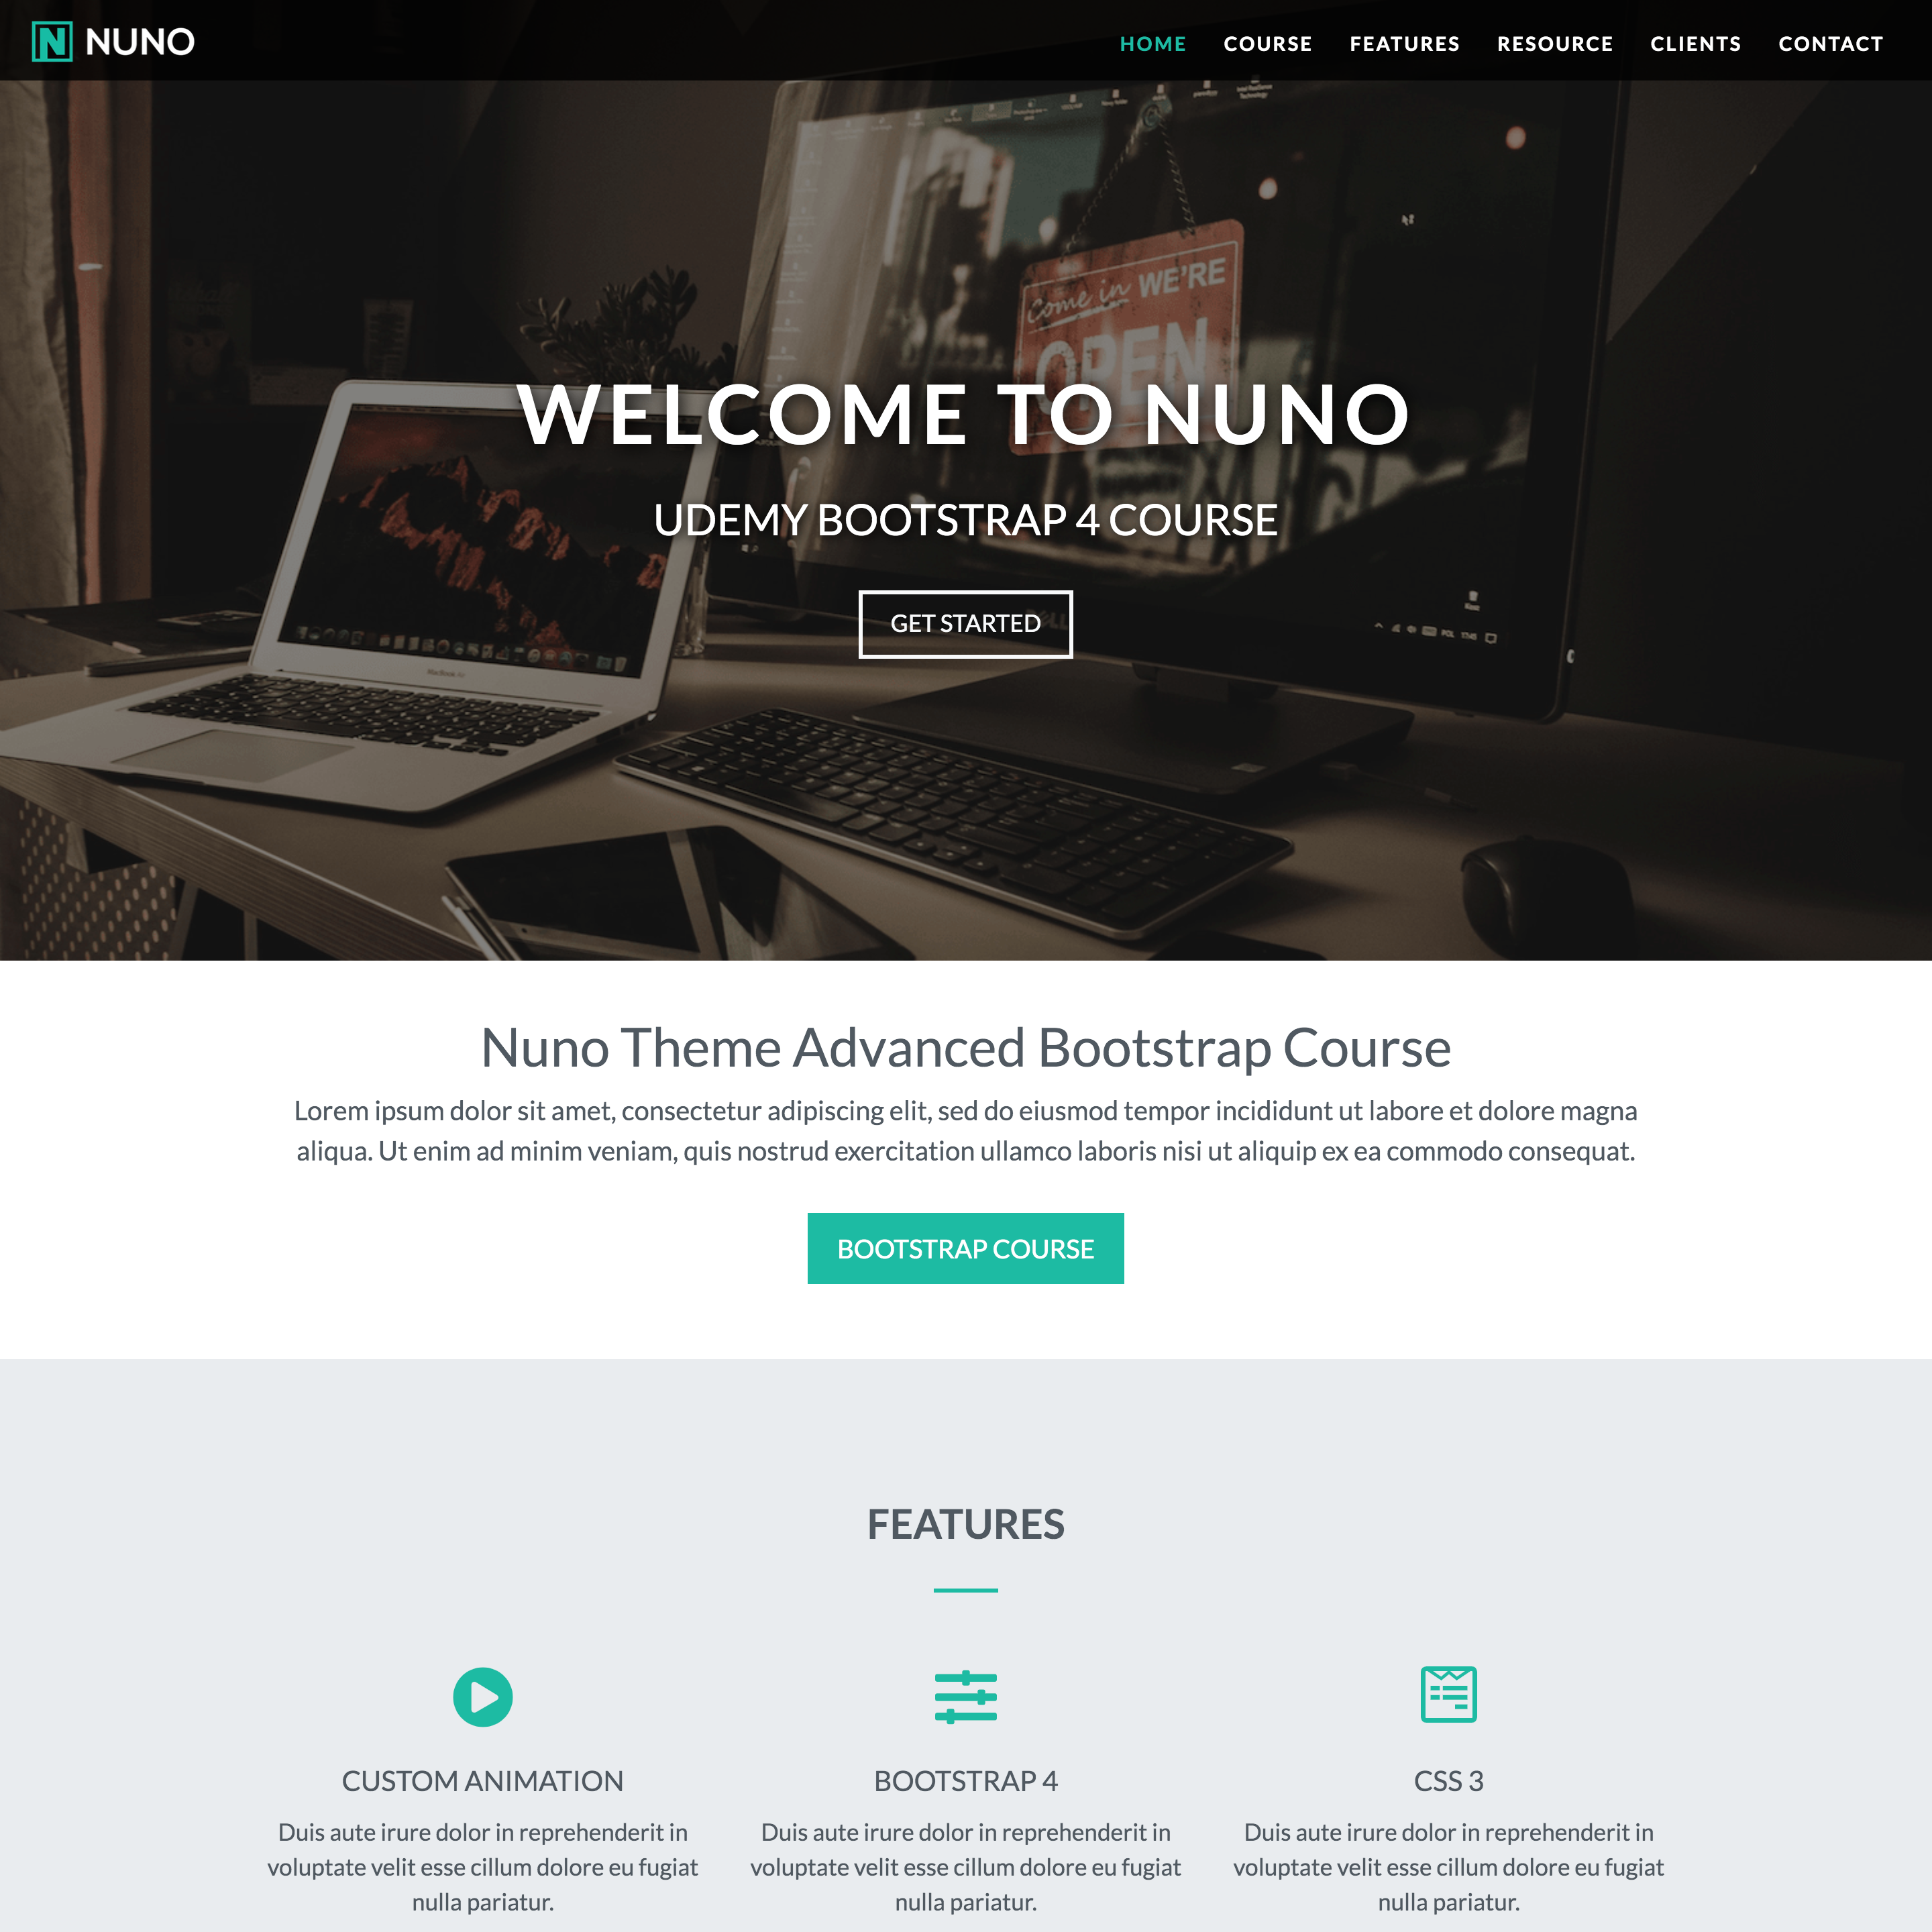 NUNO
HOME COURSE FEATURES RESOURCE CLIENTS CONTACT
Come in WE'RE
OPEN
WELCOME TO NUNO
UDEMY BOOTSTRAP 4 COURSE
GET STARTED
MacBook Air
Nuno Theme Advanced Bootstrap Course
Lorem ipsum dolor sit amet, consectetur adipiscing elit, sed do eiusmod tempor incididunt ut labore et dolore magna
aliqua. Ut enim ad minim veniam, quis nostrud exercitation ullamco laboris nisi ut aliquip ex ea commodo consequat.
BOOTSTRAP COURSE
FEATURES
CUSTOM ANIMATION
Duis aute irure dolor in reprehenderit in
voluptate velit esse cillum dolore eu fugiat
nulla pariatur.
BOOTSTRAP 4
Duis aute irure dolor in reprehenderit in
voluptate velit esse cillum dolore eu fugiat
nulla pariatur.
CSS 3
Duis aute irure dolor in reprehenderit in
voluptate velit esse cillum dolore eu fugiat
nulla pariatur.